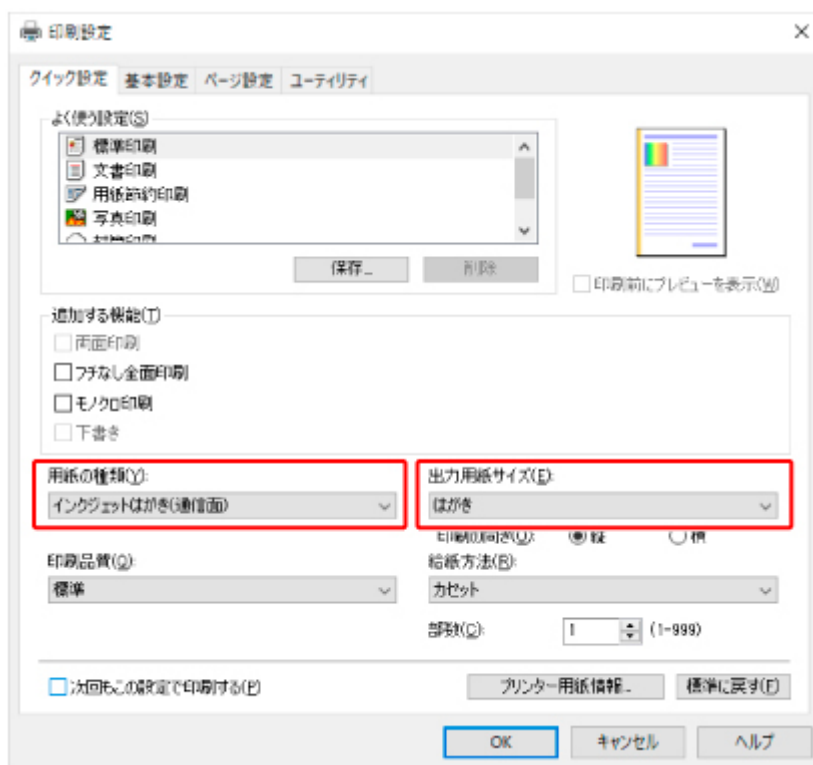 印刷設定
クイック設定 基本設定 ページ設定 ユーティリティ
よく使う設定(S)
標準印刷
文書印刷
用紙節約印刷
写真印刷
封筒印刷
保存...
削除
印刷前にプレビューを表示(W)
追加する機能(T)
両面印刷
フチなし全面印刷
モノクロ印刷
下書き
用紙の種類(Y):
インクジェットはがき(通信面)
出力用紙サイズ(E):
はがき
印刷の向き(O): 縦 横
印刷品質(Q):
標準
給紙方法(R):
カセット
部数(C): 1 (1-999)
次回もこの設定で印刷する(P)
プリンター用紙情報...
標準に戻す(F)
OK
キャンセル
ヘルプ